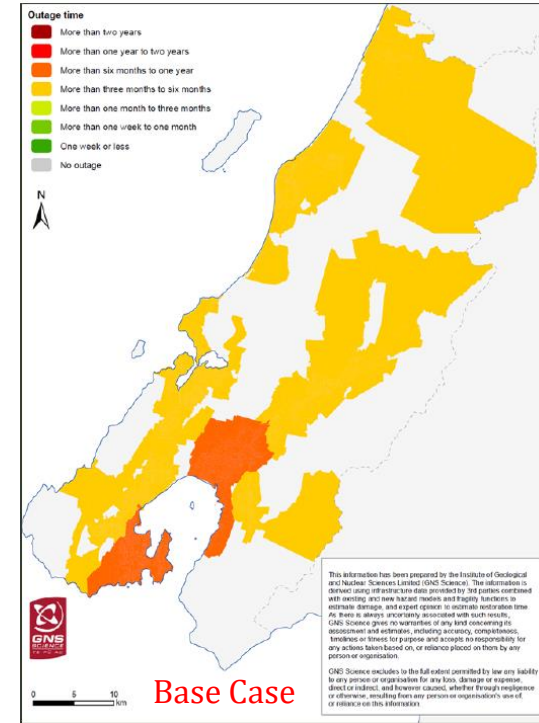 Outage time
More than two years
More than one year to two years
More than six months to one year
More than three months to six months
More than one month to three months
More than one week to one month
One week or less
No outage
N
This information has been prepared by the Institute of Geological
and Nuclear Sciences Limited (GNS Science). The information is
derived using infrastructure data provided by 3rd parties combined
with existing and new hazard models and fragility functions to
estimate damage, and expert opinion to estimate restoration time.
As there is always uncertainty associated with such results,
GNS Science gives no warranties of any kind concerning its
assessment and estimates, including accuracy, completeness,
timelines or fitness for purpose and accepts no responsibility for
any actions taken based on, or reliance placed on them by any
person or organisation.
GNS Science excludes to the full extent permitted by law any liability
to any person or organisation for any loss, damage or expense,
direct or indirect, and however caused, whether through negligence
or otherwise, resulting from any person or organisation's use of,
or reliance on this information.
GNS
SCIENCE
TE PŪ AO
0 5 10
km
Base Case